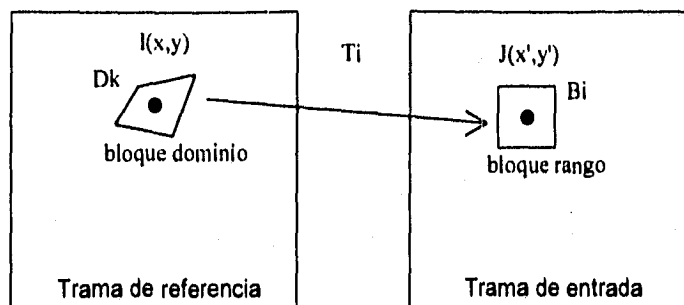 I(x,y)
Dk
bloque dominio
Trama de referencia
Ti
J(x',y')
Bi
bloque rango
Trama de entrada